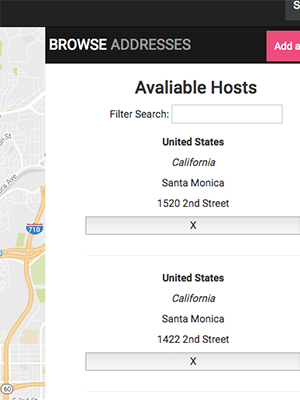 S
BROWSE ADDRESSES
Add a
Avaliable Hosts
Filter Search:
United States
California
Santa Monica
1520 2nd Street
X
United States
California
Santa Monica
1422 2nd Street
X
710
60